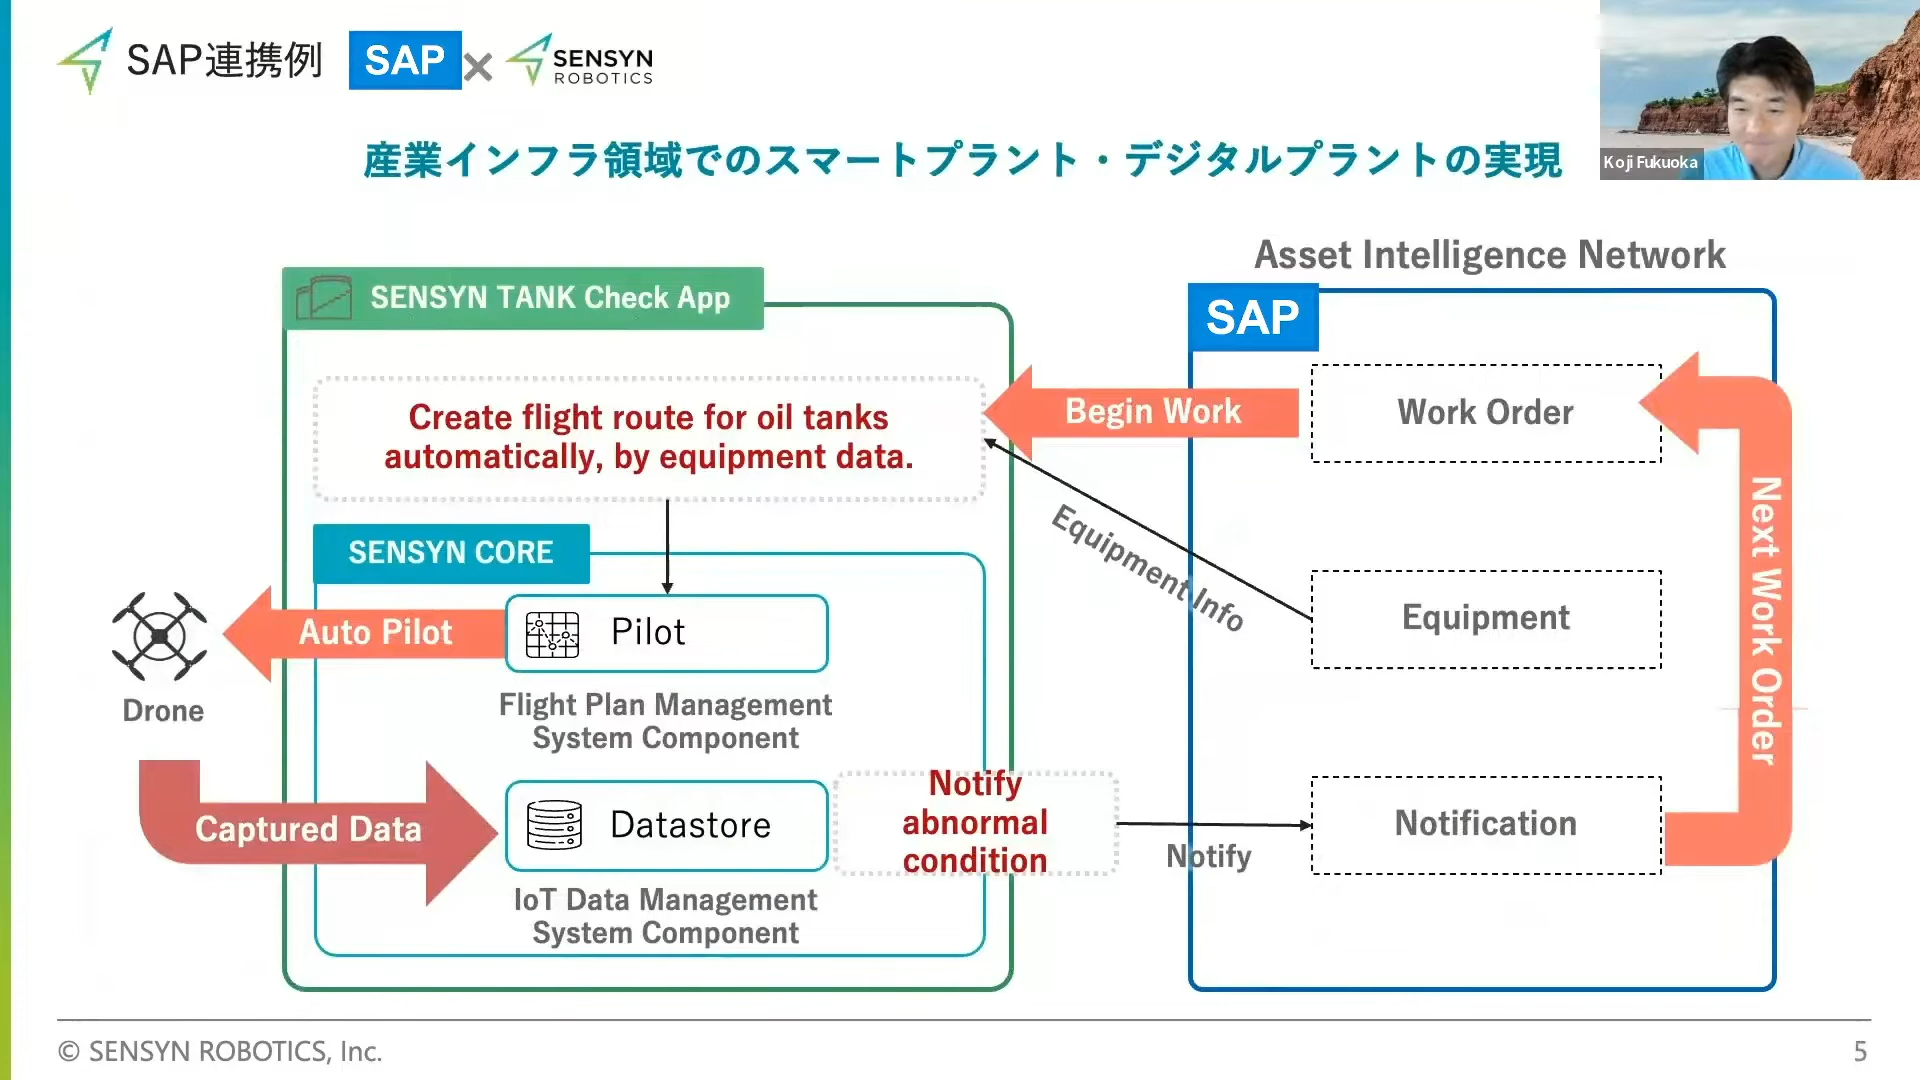 SAP連携例
SAP
×
SENSYN
ROBOTICS
Koji Fukuoka
産業インフラ領域でのスマートプラント・デジタルプラントの実現
Asset Intelligence Network
SENSYN TANK Check App
SAP
Create flight route for oil tanks
automatically, by equipment data.
Begin Work
Work Order
Equipment Info
Next Work Order
SENSYN CORE
Auto Pilot
Pilot
Equipment
Drone
Flight Plan Management
System Component
Captured Data
Datastore
Notify
abnormal
condition
Notify
Notification
IoT Data Management
System Component
© SENSYN ROBOTICS, Inc.
5